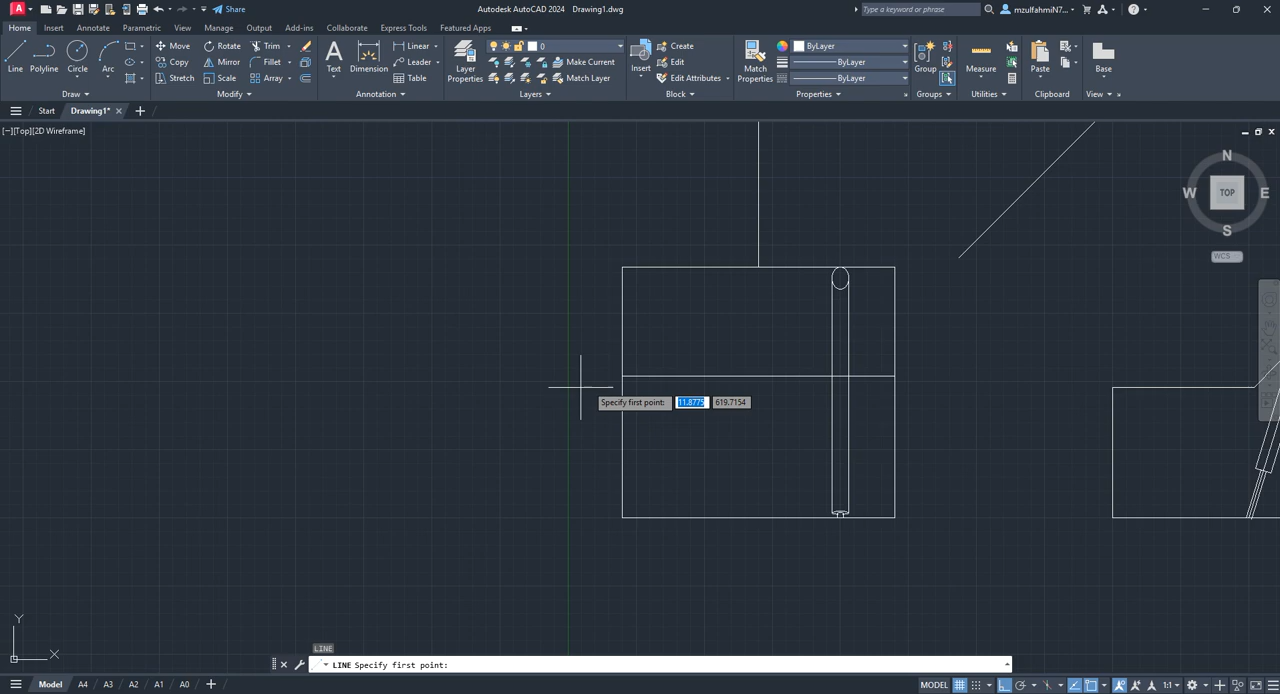 Share
Autodesk AutoCAD 2024 Drawing1.dwg
Type a keyword or phrase
mzulfahmiN7...
Home Insert Annotate Parametric View Manage Output Add-ins Collaborate Express Tools Featured Apps
Line Polyline Circle Arc
Move Rotate Trim
Copy Mirror Fillet
Stretch Scale Array
Text Dimension
Linear
Leader
Table
Layer Properties
0
Make Current
Match Layer
Insert
Create
Edit
Edit Attributes
Match Properties
ByLayer
ByLayer
ByLayer
Group
Measure
Paste
Base
Draw Modify Annotation Layers Block Properties Groups Utilities Clipboard View
Start Drawing1*
[−][Top][2D Wireframe]
N
W TOP E
S
WCS
Specify first point: 11.8775 619.7154
Y
X
LINE
LINE Specify first point:
Model A4 A3 A2 A1 A0
MODEL 1:1